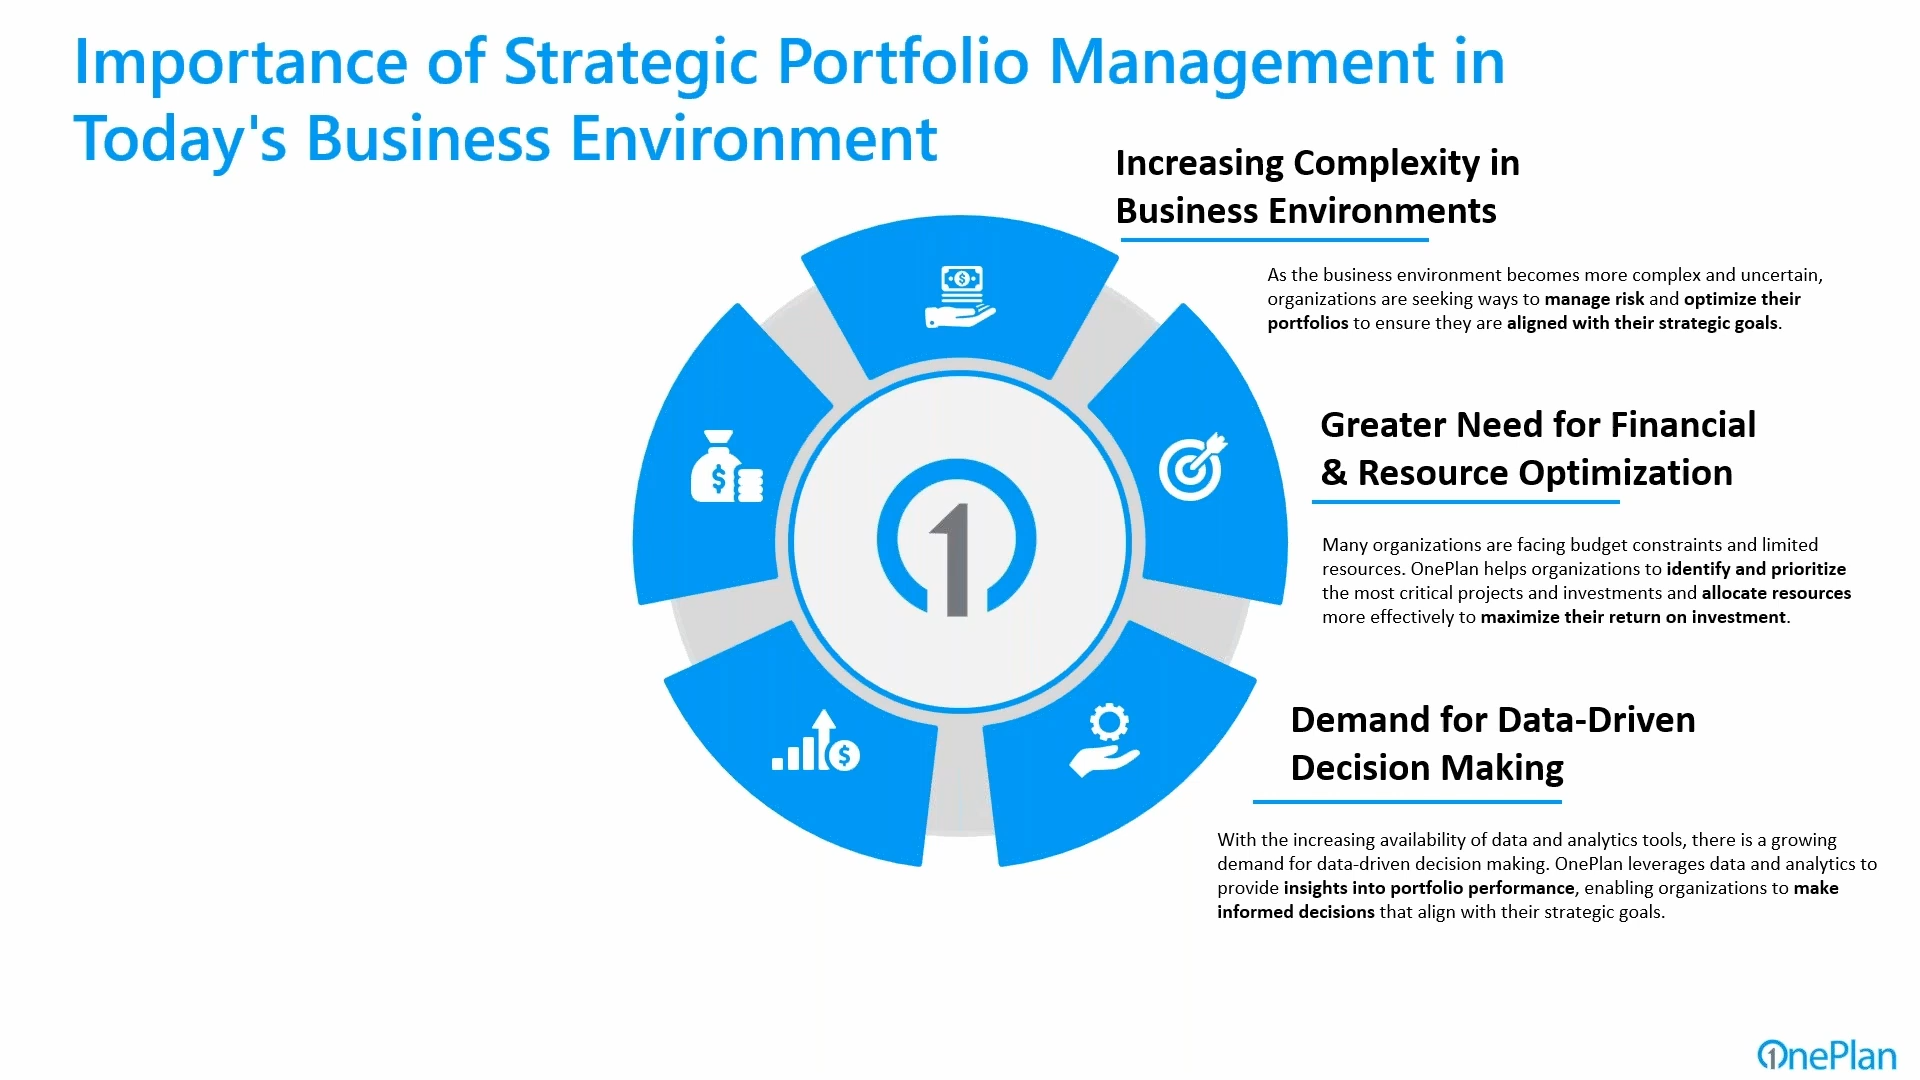 Importance of Strategic Portfolio Management in
Today's Business Environment
Increasing Complexity in
Business Environments
As the business environment becomes more complex and uncertain,
organizations are seeking ways to manage risk and optimize their
portfolios to ensure they are aligned with their strategic goals.
Greater Need for Financial
& Resource Optimization
Many organizations are facing budget constraints and limited
resources. OnePlan helps organizations to identify and prioritize
the most critical projects and investments and allocate resources
more effectively to maximize their return on investment.
Demand for Data-Driven
Decision Making
With the increasing availability of data and analytics tools, there is a growing
demand for data-driven decision making. OnePlan leverages data and analytics to
provide insights into portfolio performance, enabling organizations to make
informed decisions that align with their strategic goals.
$
$
$
1
OnePlan